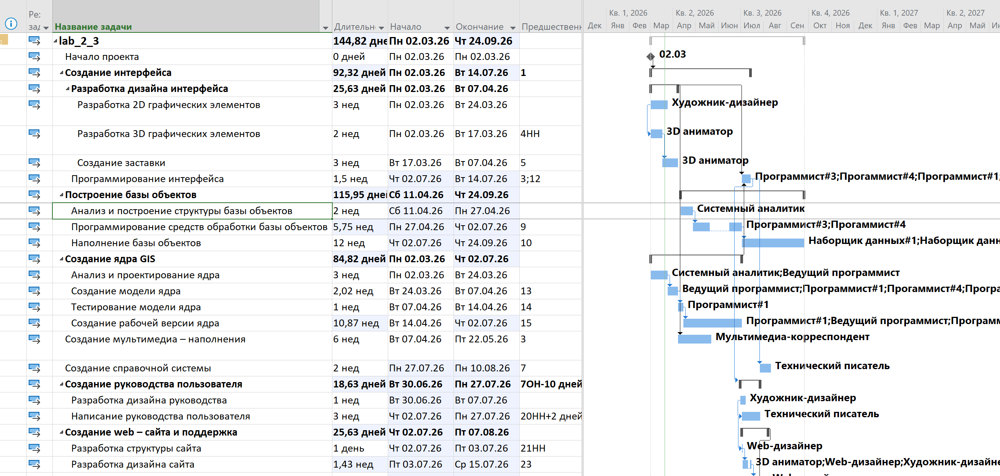 Реж
зад Название задачи Длительн Начало Окончание Предшественн
Кв. 1, 2026 Кв. 2, 2026 Кв. 3, 2026 Кв. 4, 2026 Кв. 1, 2027 Кв. 2, 2027
Дек Янв Фев Мар Апр Май Июн Июл Авг Сен Окт Ноя Дек Янв Фев Мар Апр Май
lab_2_3 144,82 дне Пн 02.03.26 Чт 24.09.26
Начало проекта 0 дней Пн 02.03.26 Пн 02.03.26 02.03
Создание интерфейса 92,32 дней Пн 02.03.26 Вт 14.07.26 1
Разработка дизайна интерфейса 25,63 дней Пн 02.03.26 Вт 07.04.26
Разработка 2D графических элементов 3 нед Пн 02.03.26 Вт 24.03.26 Художник-дизайнер
Разработка 3D графических элементов 2 нед Пн 02.03.26 Вт 17.03.26 4НН 3D аниматор
Создание заставки 3 нед Вт 17.03.26 Вт 07.04.26 5 3D аниматор
Программирование интерфейса 1,5 нед Чт 02.07.26 Вт 14.07.26 3;12 Программист#3;Прогаммист#4;Программист#1;
Построение базы объектов 115,95 дней Сб 11.04.26 Чт 24.09.26
Анализ и построение структуры базы объектов 2 нед Сб 11.04.26 Пн 27.04.26 Системный аналитик
Программирование средств обработки базы объектов 5,75 нед Пн 27.04.26 Чт 02.07.26 9 Программист#3;Прогаммист#4
Наполнение базы объектов 12 нед Чт 02.07.26 Чт 24.09.26 10 Наборщик данных#1;Наборщик данн
Создание ядра GIS 84,82 дней Пн 02.03.26 Чт 02.07.26
Анализ и проектирование ядра 3 нед Пн 02.03.26 Вт 24.03.26 Системный аналитик;Ведущий программист
Создание модели ядра 2,02 нед Вт 24.03.26 Вт 07.04.26 13 Ведущий программист;Программист#1;Прогаммист#4;Програ
Тестирование модели ядра 1 нед Вт 07.04.26 Вт 14.04.26 14 Программист#1
Создание рабочей версии ядра 10,87 нед Вт 14.04.26 Чт 02.07.26 15 Программист#1;Ведущий программист;Программ
Создание мультимедиа – наполнения 6 нед Вт 07.04.26 Пт 22.05.26 3 Мультимедиа-корреспондент
Создание справочной системы 2 нед Пн 27.07.26 Пн 10.08.26 7 Технический писатель
Создание руководства пользователя 18,63 дней Вт 30.06.26 Пн 27.07.26 7ОН-10 дней
Разработка дизайна руководства 1 нед Вт 30.06.26 Вт 07.07.26 Художник-дизайнер
Написание руководства пользователя 3 нед Чт 02.07.26 Пн 27.07.26 20НН+2 дней Технический писатель
Создание web – сайта и поддержка 25,63 дней Чт 02.07.26 Пт 07.08.26
Разработка структуры сайта 1 день Чт 02.07.26 Пт 03.07.26 21НН Web-дизайнер
Разработка дизайна сайта 1,43 нед Пт 03.07.26 Ср 15.07.26 23 3D аниматор;Web-дизайнер;Художник-дизайне